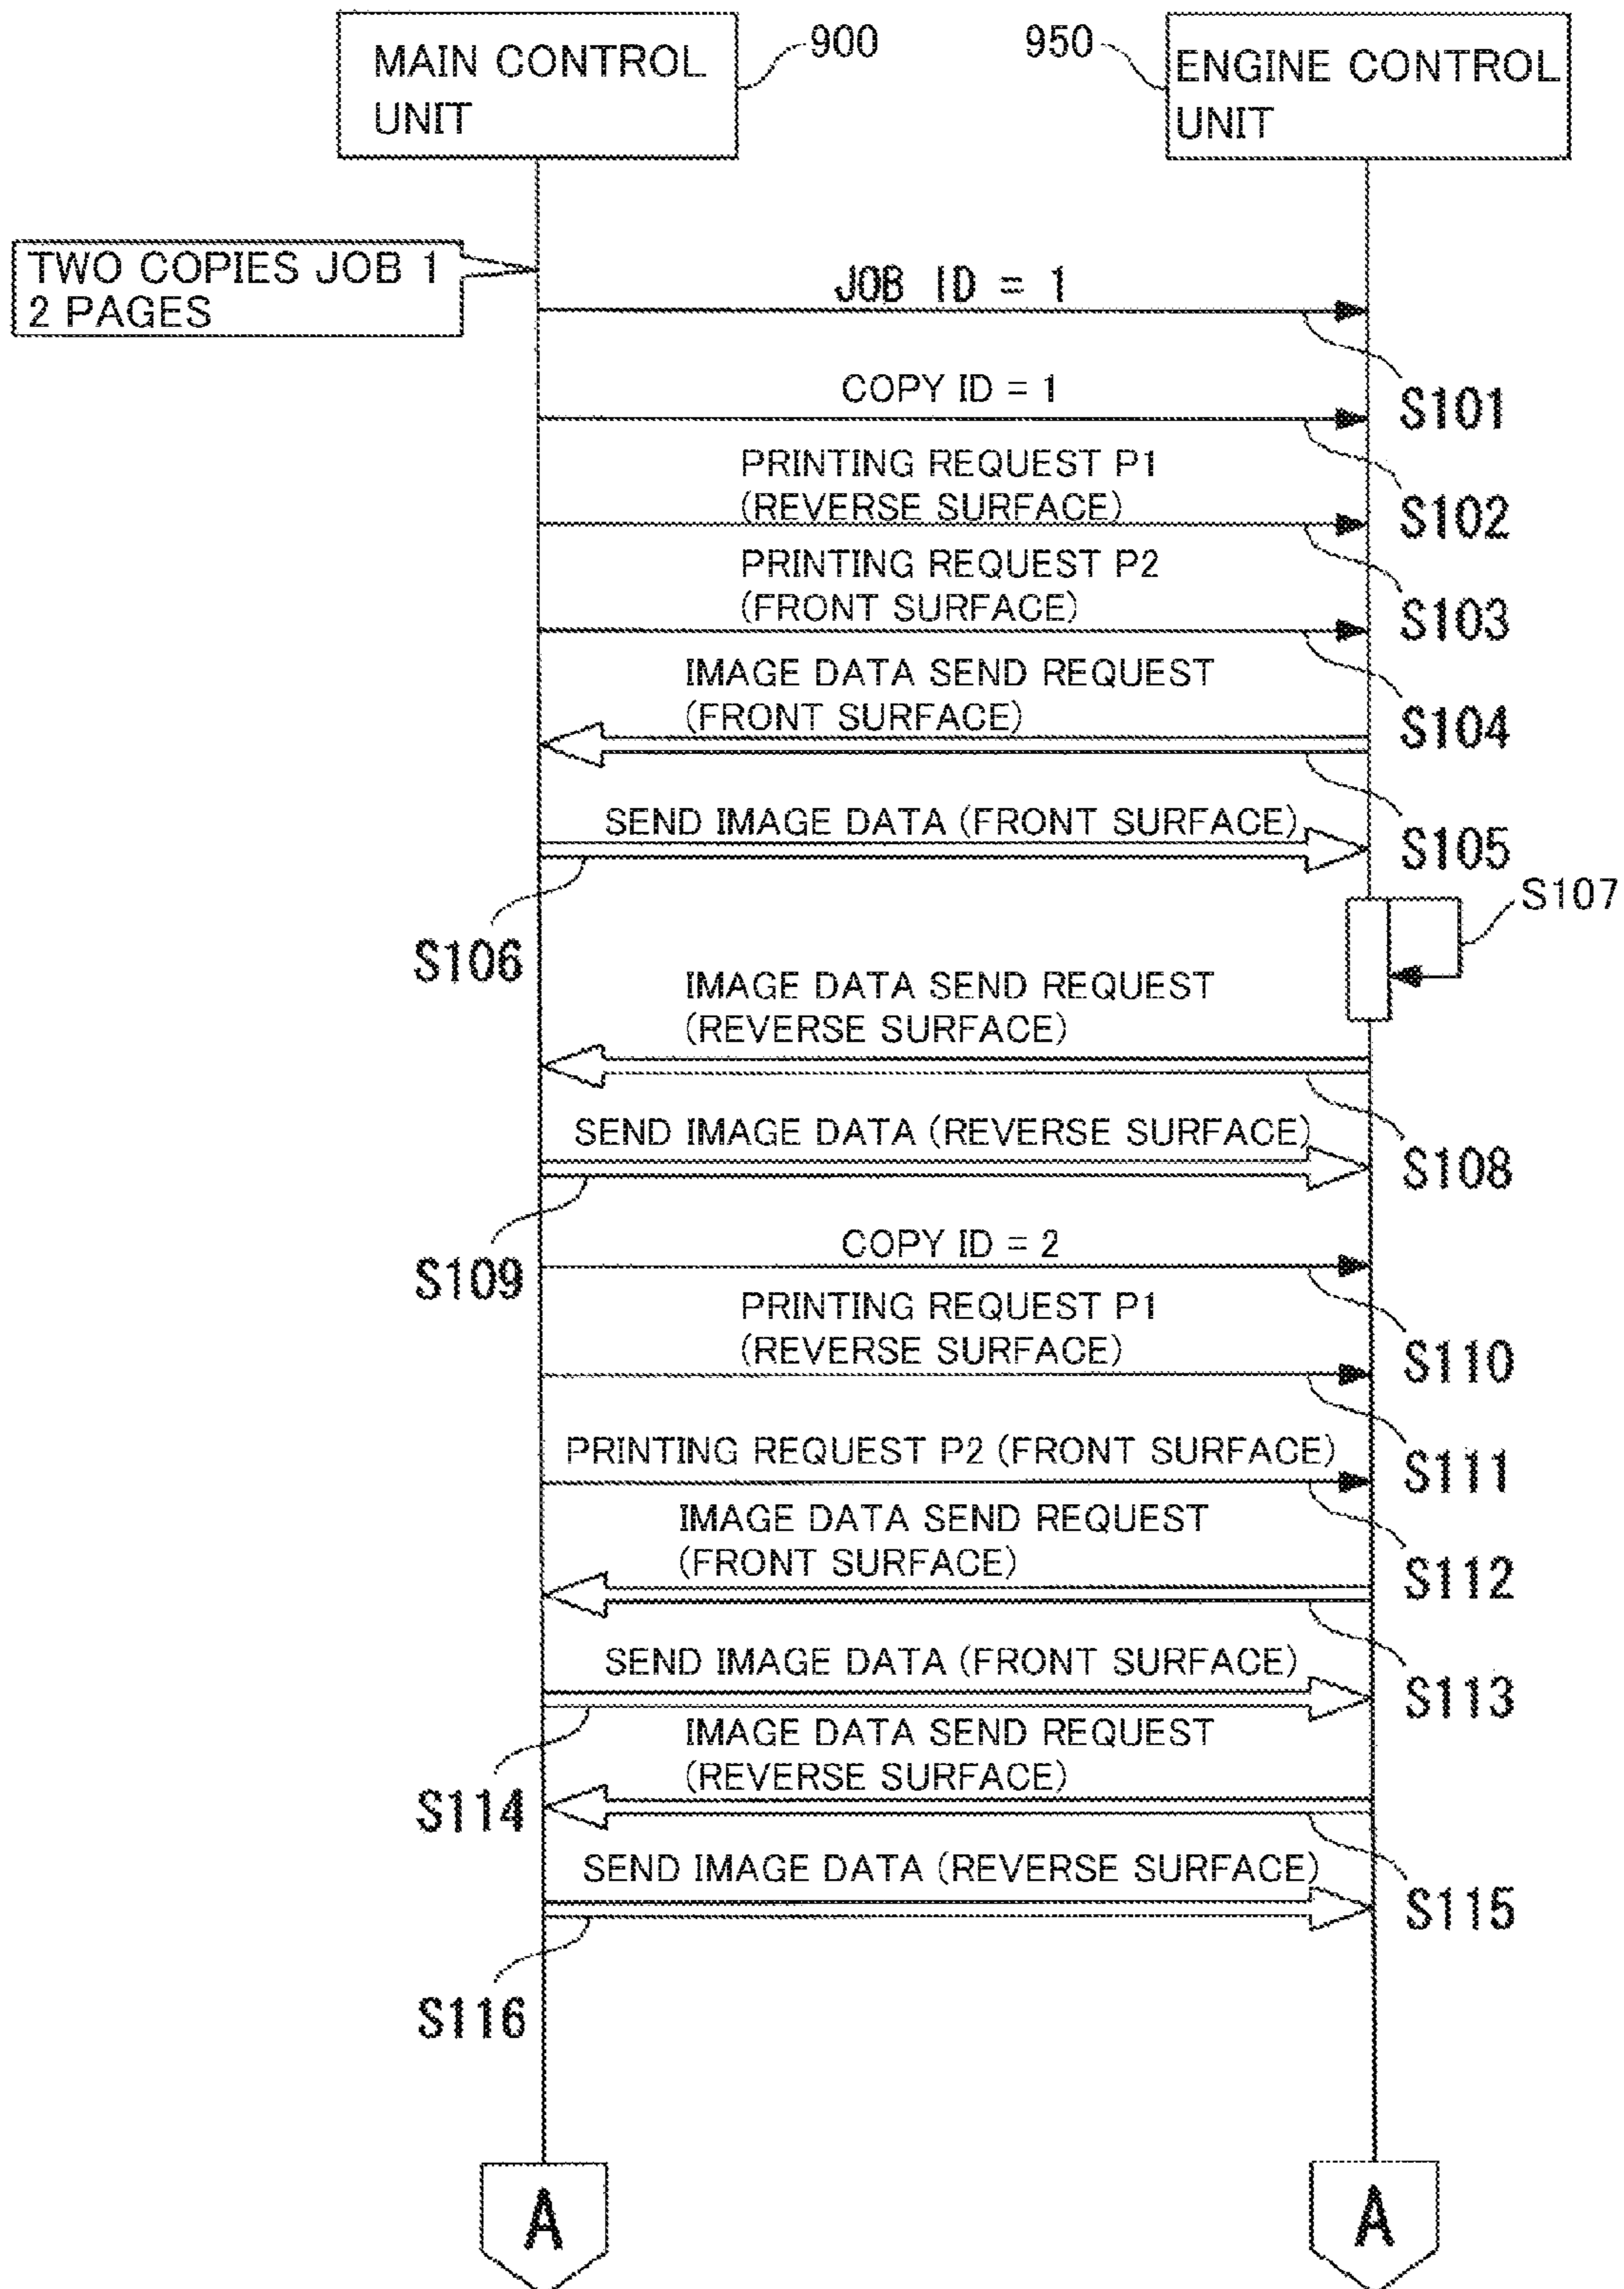 MAIN CONTROL
UNIT
900
950
ENGINE CONTROL
UNIT
TWO COPIES JOB 1
2 PAGES
JOB ID = 1
S101
COPY ID = 1
S102
PRINTING REQUEST P1
(REVERSE SURFACE)
S103
PRINTING REQUEST P2
(FRONT SURFACE)
S104
IMAGE DATA SEND REQUEST
(FRONT SURFACE)
S105
SEND IMAGE DATA (FRONT SURFACE)
S106
S107
IMAGE DATA SEND REQUEST
(REVERSE SURFACE)
S108
SEND IMAGE DATA (REVERSE SURFACE)
S109
COPY ID = 2
S110
PRINTING REQUEST P1
(REVERSE SURFACE)
S111
PRINTING REQUEST P2 (FRONT SURFACE)
S112
IMAGE DATA SEND REQUEST
(FRONT SURFACE)
S113
SEND IMAGE DATA (FRONT SURFACE)
S114
IMAGE DATA SEND REQUEST
(REVERSE SURFACE)
S115
SEND IMAGE DATA (REVERSE SURFACE)
S116
A
A